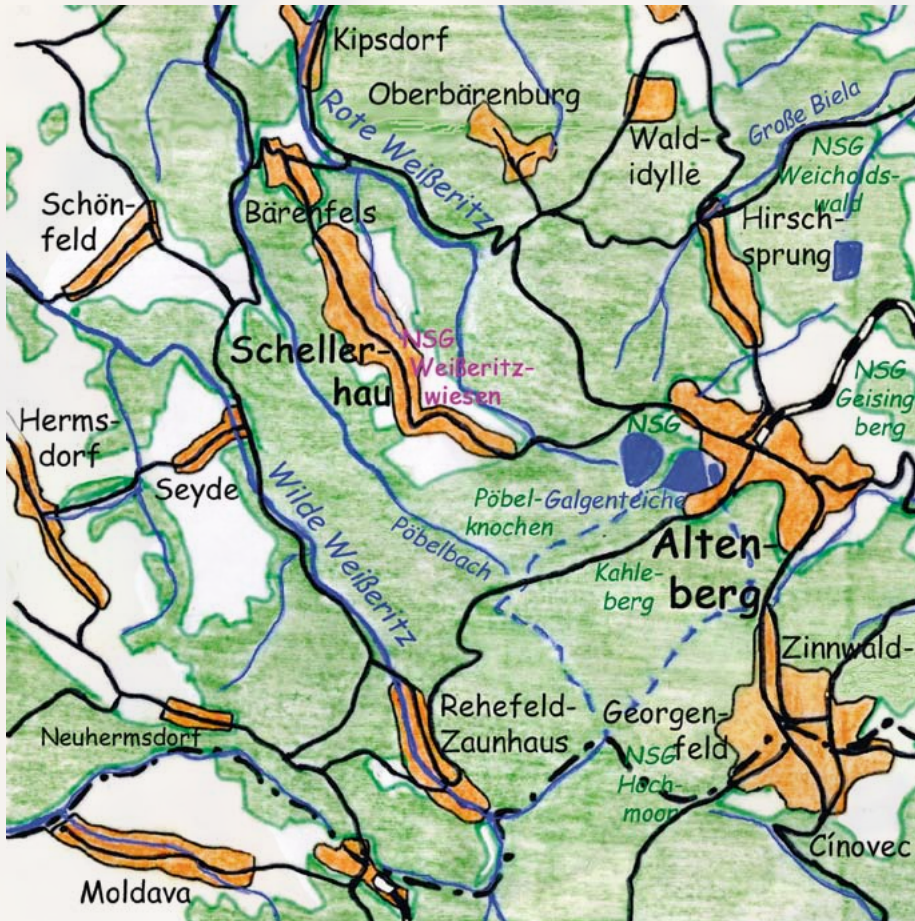 Kipsdorf
Oberbärenburg
Rote Weißeritz
Wald-
idylle
Große Biela
NSG
Weicholds-
wald
Schön-
feld
Bärenfels
Hirsch-
sprung
Scheller-
hau
NSG
Weißeritz-
wiesen
NSG
Geising
berg
Herms-
dorf
NSG
Seyde
Wilde Weißeritz
Pöbelbach
Pöbel-
knochen
Galgenteiche
Alten-
berg
Kahle-
berg
Zinnwald-
Georgen-
feld
Rehefeld-
Zaunhaus
Neuhermsdorf
NSG
Hoch-
moor
Cínovec
Moldava